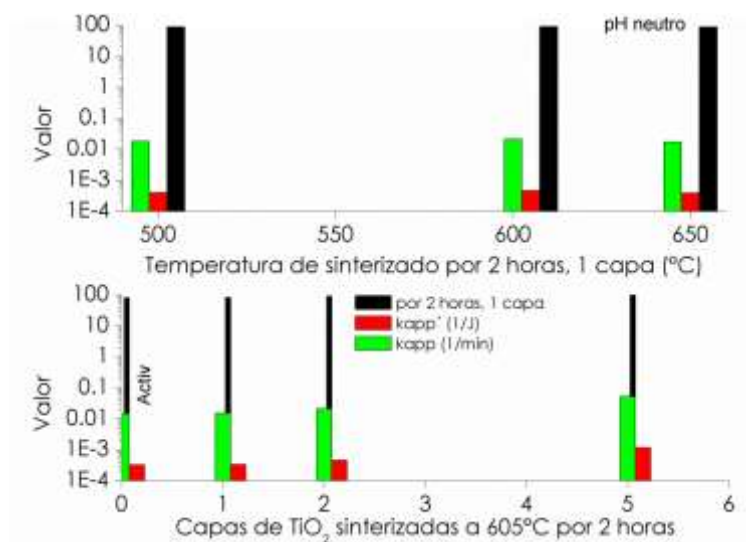 100
10
1
0.1
0.01
1E-3
1E-4
Valor
pH neutro
500 550 600 650
Temperatura de sinterizado por 2 horas, 1 capa (ºC)
100
10
1
0.1
0.01
1E-3
1E-4
Valor
Activ
por 2 horas, 1 capa
kapp´ (1/J)
kapp (1/min)
0 1 2 3 4 5 6
Capas de TiO₂ sinterizadas a 605ºC por 2 horas